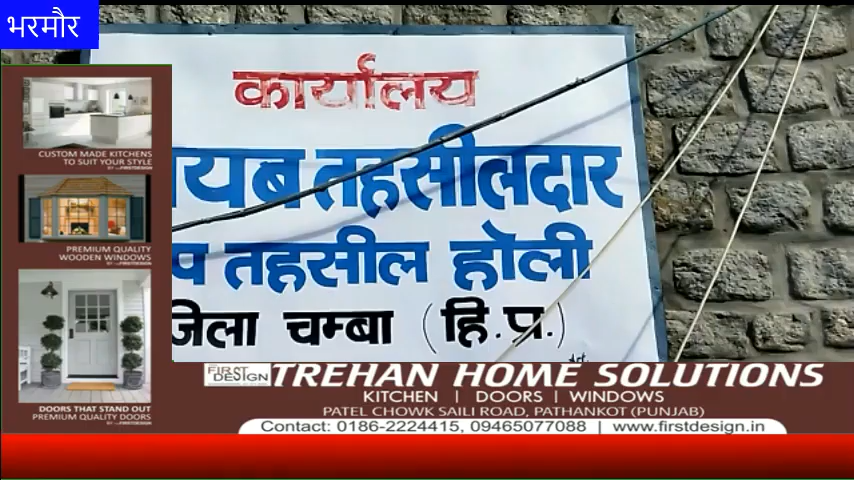 भरमौर
कार्यालय
यब तहसीलदार
प तहसील होली
जिला चम्बा (हि.प्र.)
Art.
CUSTOM MADE KITCHENS
TO SUIT YOUR STYLE
PREMIUM QUALITY
WOODEN WINDOWS
DOORS THAT STAND OUT
PREMIUM QUALITY DOORS
FIRST DESIGN
TREHAN HOME SOLUTIONS
KITCHEN | DOORS | WINDOWS
PATEL CHOWK SAILI ROAD, PATHANKOT (PUNJAB)
Contact: 0186-2224415, 09465077088 | www.firstdesign.in